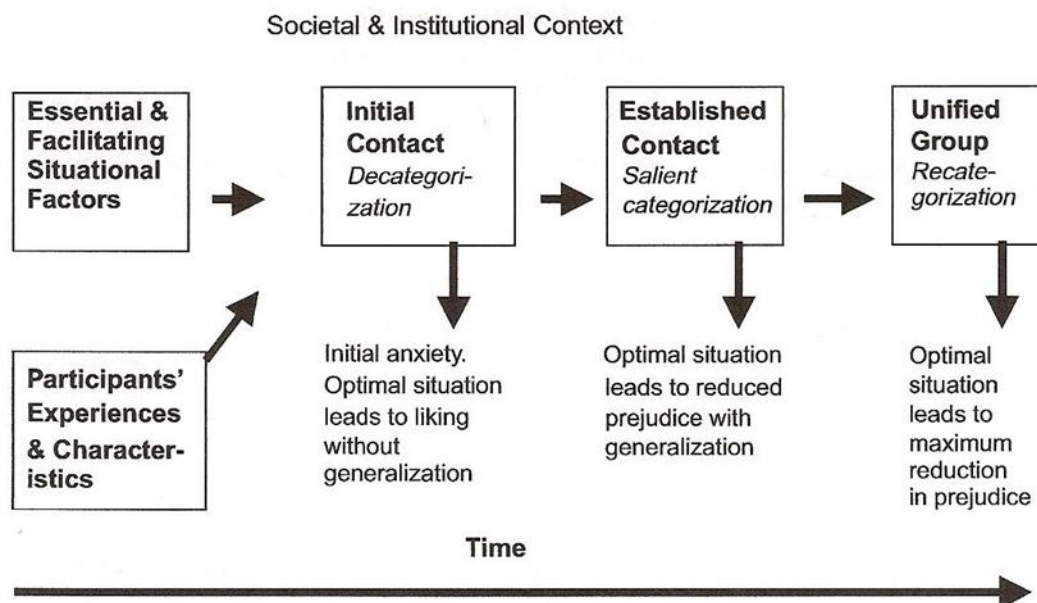 Societal & Institutional Context
Essential &
Facilitating
Situational
Factors
Initial
Contact
Decategori-
zation
Established
Contact
Salient
categorization
Unified
Group
Recate-
gorization
Participants'
Experiences
& Character-
istics
Initial anxiety.
Optimal situation
leads to liking
without
generalization
Optimal situation
leads to reduced
prejudice with
generalization
Optimal
situation
leads to
maximum
reduction
in prejudice
Time